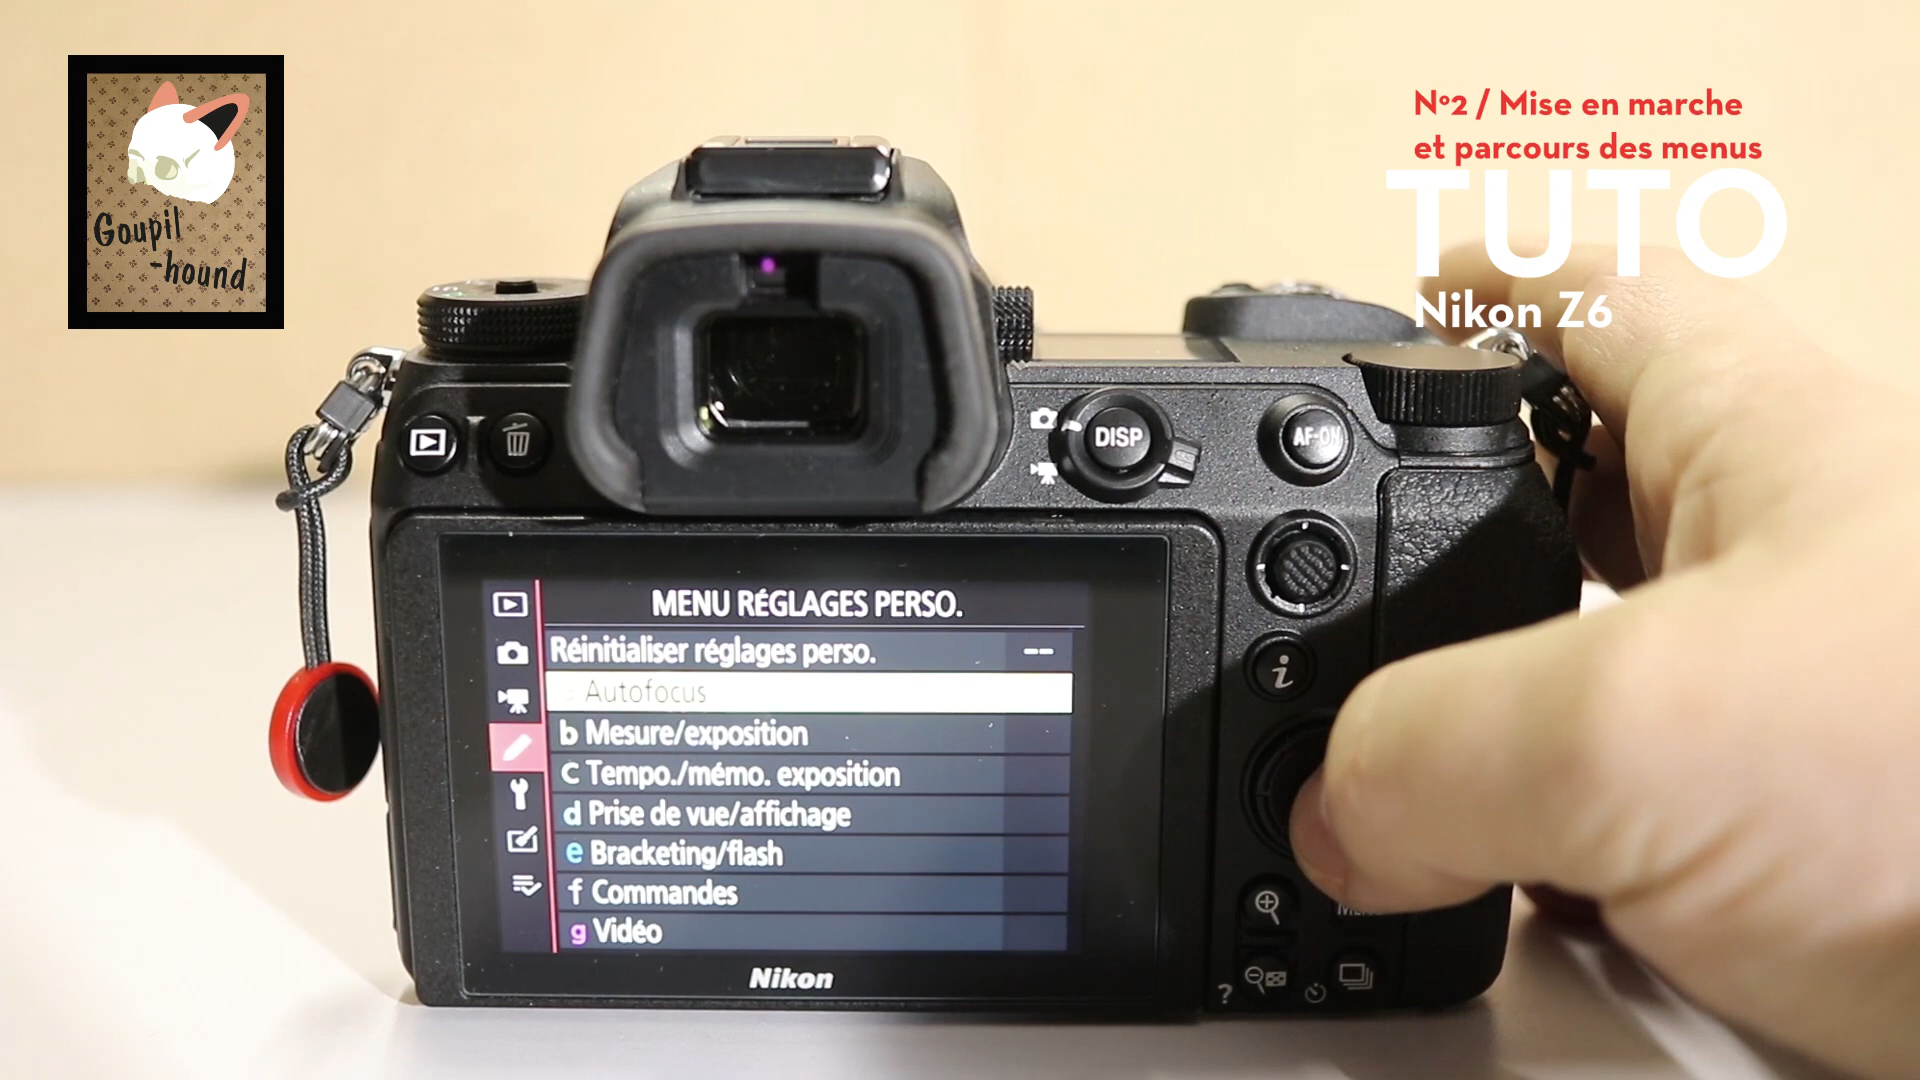 Goupil
-hound
N°2 / Mise en marche
et parcours des menus
TUTO
Nikon Z6
DISP
AF-ON
MENU RÉGLAGES PERSO.
Réinitialiser réglages perso. --
Autofocus
b Mesure/exposition
c Tempo./mémo. exposition
d Prise de vue/affichage
e Bracketing/flash
f Commandes
g Vidéo
i
?
Nikon